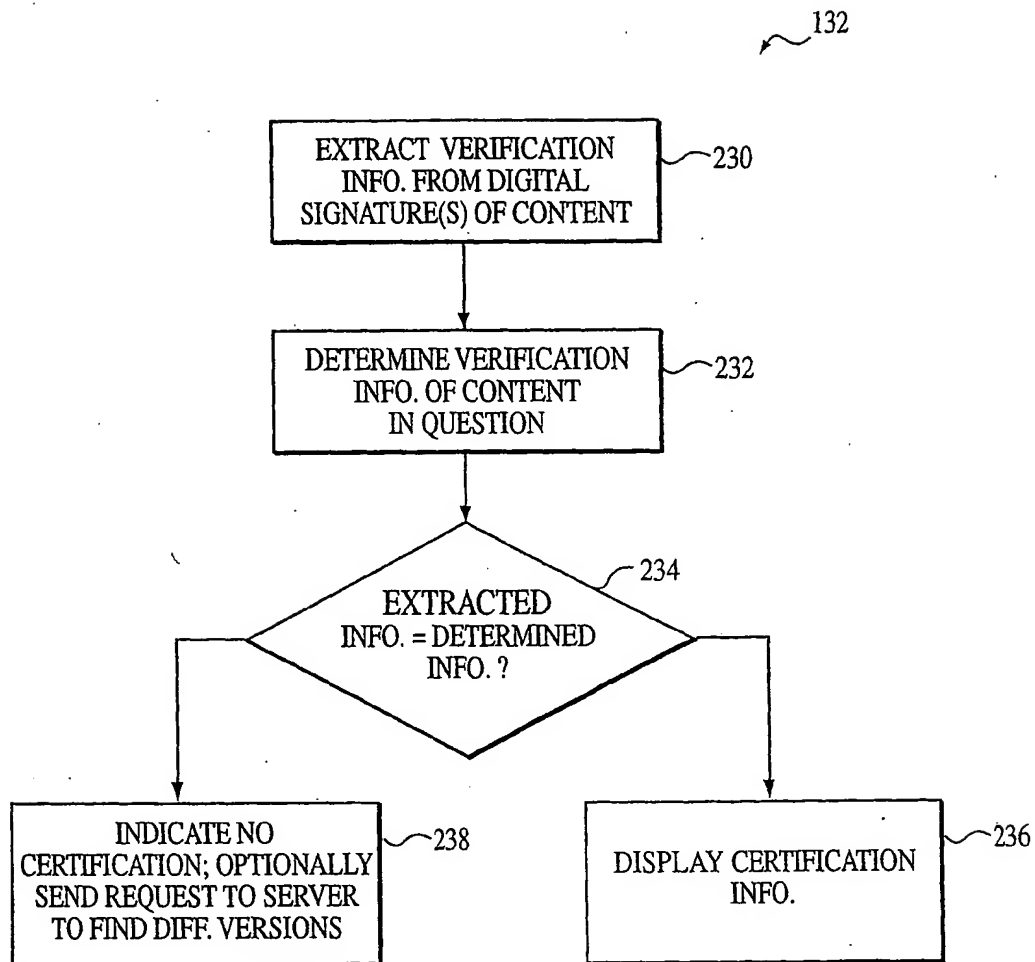 132
EXTRACT VERIFICATION
INFO. FROM DIGITAL
SIGNATURE(S) OF CONTENT
230
DETERMINE VERIFICATION
INFO. OF CONTENT
IN QUESTION
232
234
EXTRACTED
INFO. = DETERMINED
INFO. ?
INDICATE NO
CERTIFICATION; OPTIONALLY
SEND REQUEST TO SERVER
TO FIND DIFF. VERSIONS
238
DISPLAY CERTIFICATION
INFO.
236